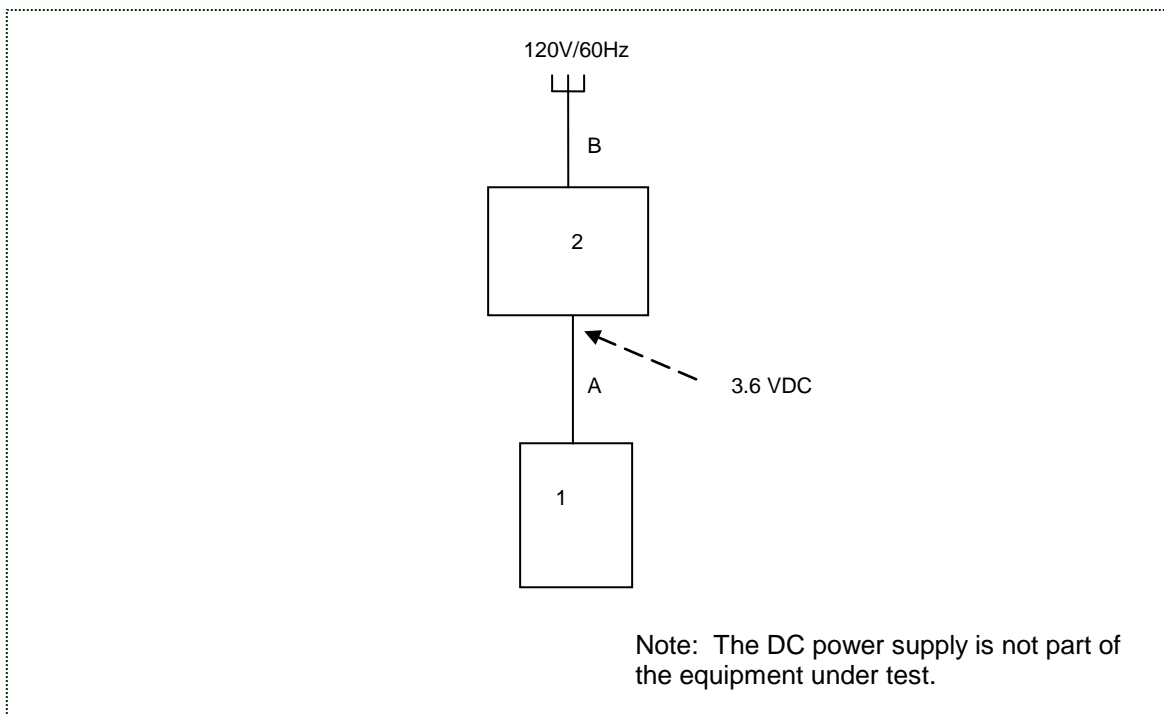 120V/60Hz
B
2
A
3.6 VDC
1
Note: The DC power supply is not part of
the equipment under test.